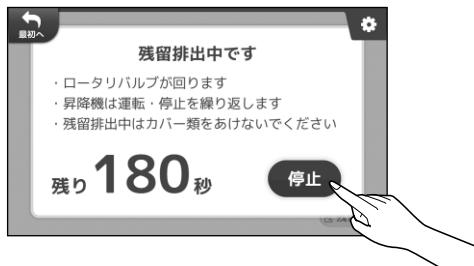 最初へ
残留排出中です
・ロータリバルブが回ります
・昇降機は運転・停止を繰り返します
・残留排出中はカバー類をあけないでください
残り180秒
停止